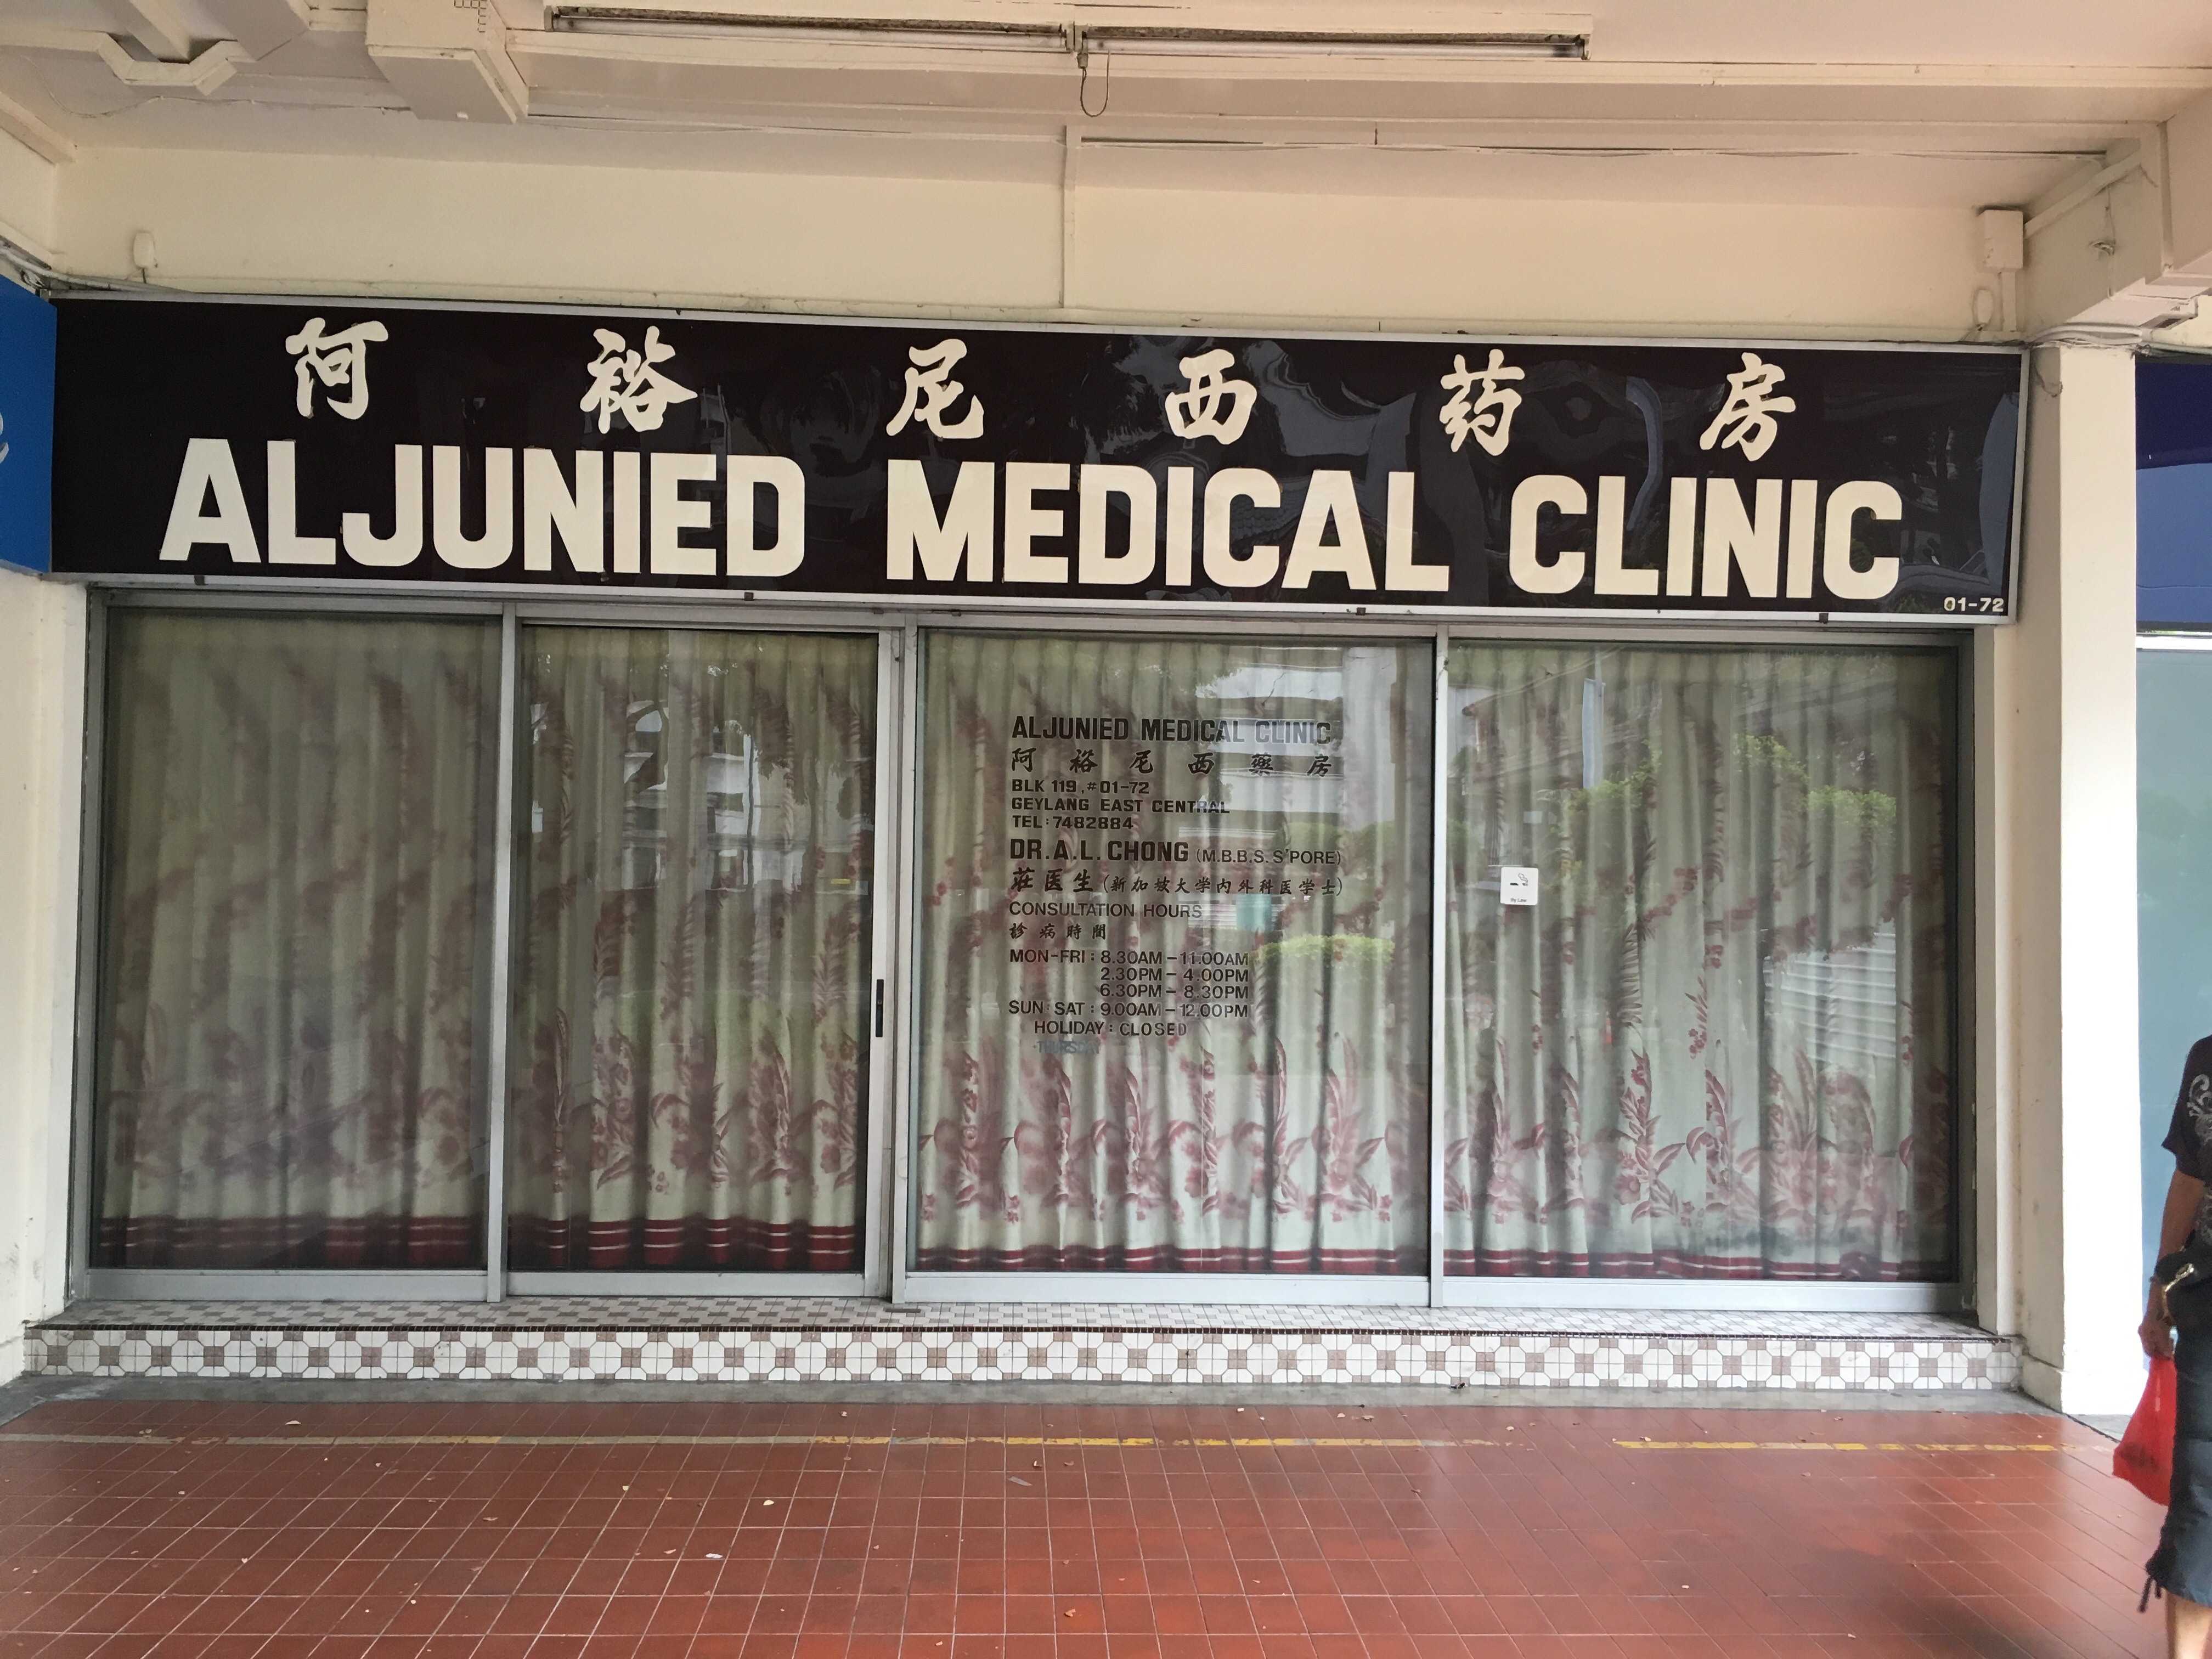 阿裕尼西药房
ALJUNIED MEDICAL CLINIC
01-72
ALJUNIED MEDICAL CLINIC
阿裕尼西藥房
BLK 119, #01-72
GEYLANG EAST CENTRAL
TEL:7482884
DR.A.L. CHONG (M.B.B.S. S'PORE)
莊医生 (新加坡大学内外科医学士)
CONSULTATION HOURS
診病時間
MON-FRI : 8.30AM - 11.00AM
2.30PM - 4.00PM
6.30PM - 8.30PM
SUN SAT : 9.00AM - 12.00PM
HOLIDAY : CLOSED
THURSDAY